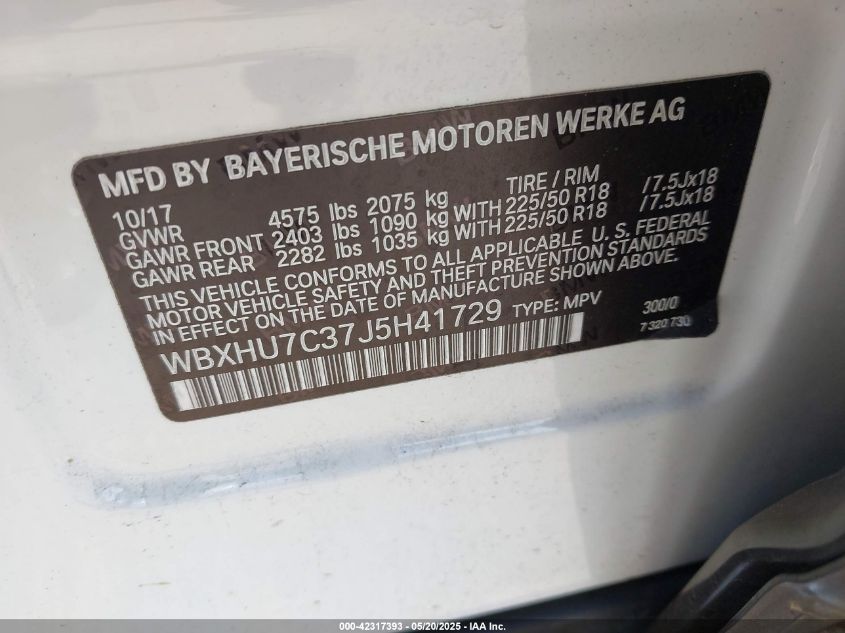 MFD BY BAYERISCHE MOTOREN WERKE AG
10/17 TIRE / RIM
GVWR 4575 lbs 2075 kg
GAWR FRONT 2403 lbs 1090 kg WITH 225/50 R18 /7.5Jx18
GAWR REAR 2282 lbs 1035 kg WITH 225/50 R18 /7.5Jx18
THIS VEHICLE CONFORMS TO ALL APPLICABLE U. S. FEDERAL
MOTOR VEHICLE SAFETY AND THEFT PREVENTION STANDARDS
IN EFFECT ON THE DATE OF MANUFACTURE SHOWN ABOVE.
WBXHU7C37J5H41729 TYPE: MPV 300/0
7 320 730
000-42317393 - 05/20/2025 - IAA Inc.